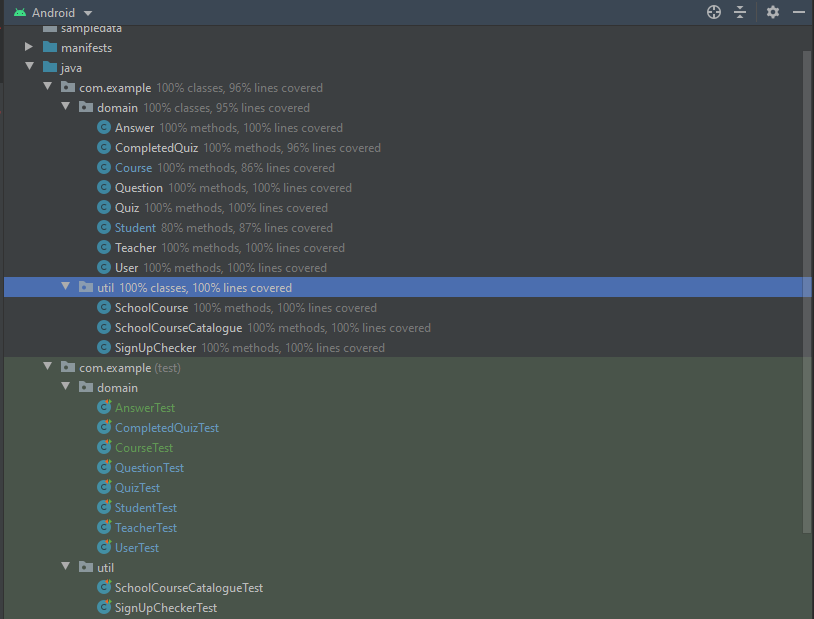 Android
sampledata
manifests
java
com.example 100% classes, 96% lines covered
domain 100% classes, 95% lines covered
Answer 100% methods, 100% lines covered
CompletedQuiz 100% methods, 96% lines covered
Course 100% methods, 86% lines covered
Question 100% methods, 100% lines covered
Quiz 100% methods, 100% lines covered
Student 80% methods, 87% lines covered
Teacher 100% methods, 100% lines covered
User 100% methods, 100% lines covered
util 100% classes, 100% lines covered
SchoolCourse 100% methods, 100% lines covered
SchoolCourseCatalogue 100% methods, 100% lines covered
SignUpChecker 100% methods, 100% lines covered
com.example (test)
domain
AnswerTest
CompletedQuizTest
CourseTest
QuestionTest
QuizTest
StudentTest
TeacherTest
UserTest
util
SchoolCourseCatalogueTest
SignUpCheckerTest